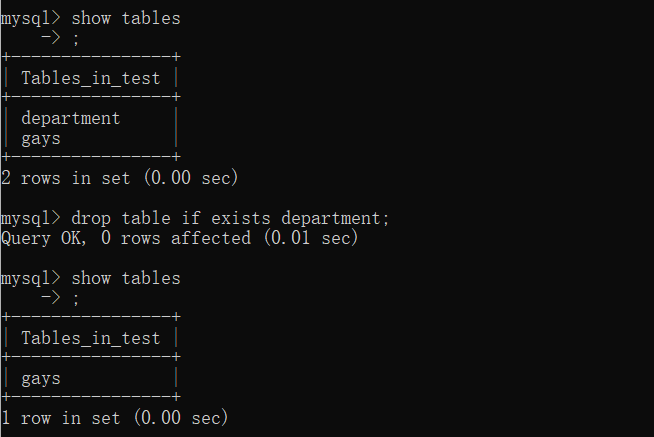 mysql> show tables
    -> ;
+----------------+
| Tables_in_test |
+----------------+
| department     |
| gays           |
+----------------+
2 rows in set (0.00 sec)
mysql> drop table if exists department;
Query OK, 0 rows affected (0.01 sec)
mysql> show tables
    -> ;
+----------------+
| Tables_in_test |
+----------------+
| gays           |
+----------------+
1 row in set (0.00 sec)